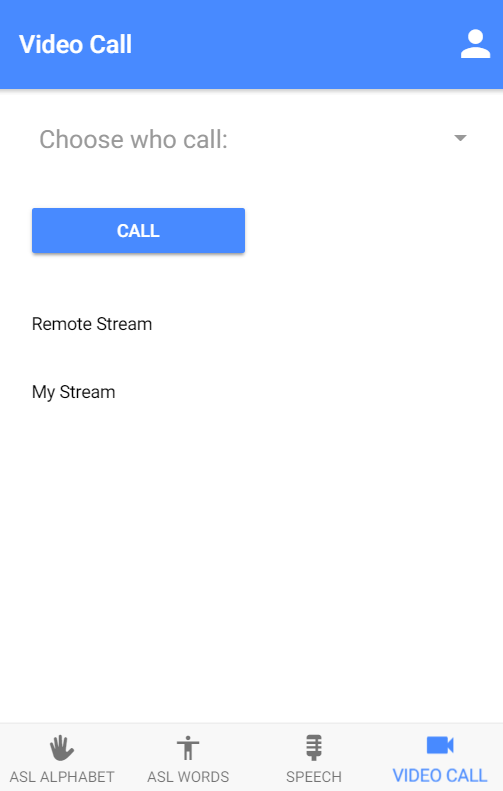 Video Call
Choose who call:
CALL
Remote Stream
My Stream
ASL ALPHABET
ASL WORDS
SPEECH
VIDEO CALL